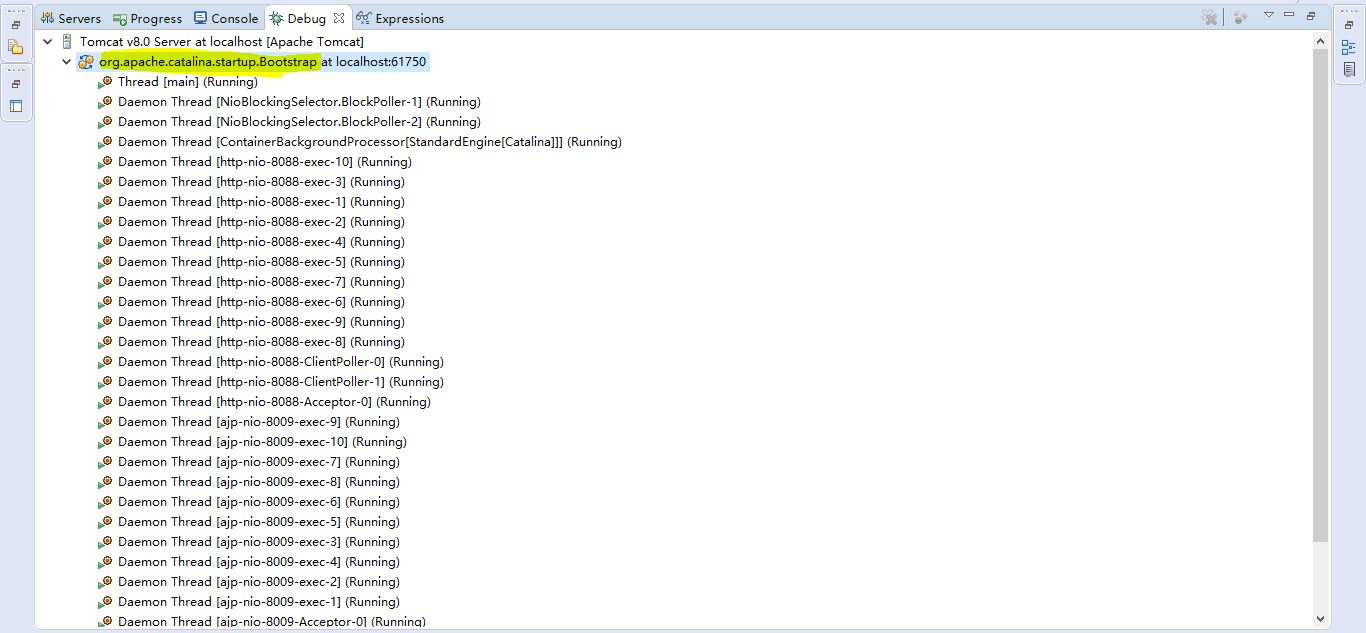 Servers Progress Console Debug Expressions
Tomcat v8.0 Server at localhost [Apache Tomcat]
org.apache.catalina.startup.Bootstrap at localhost:61750
Thread [main] (Running)
Daemon Thread [NioBlockingSelector.BlockPoller-1] (Running)
Daemon Thread [NioBlockingSelector.BlockPoller-2] (Running)
Daemon Thread [ContainerBackgroundProcessor[StandardEngine[Catalina]]] (Running)
Daemon Thread [http-nio-8088-exec-10] (Running)
Daemon Thread [http-nio-8088-exec-3] (Running)
Daemon Thread [http-nio-8088-exec-1] (Running)
Daemon Thread [http-nio-8088-exec-2] (Running)
Daemon Thread [http-nio-8088-exec-4] (Running)
Daemon Thread [http-nio-8088-exec-5] (Running)
Daemon Thread [http-nio-8088-exec-7] (Running)
Daemon Thread [http-nio-8088-exec-6] (Running)
Daemon Thread [http-nio-8088-exec-9] (Running)
Daemon Thread [http-nio-8088-exec-8] (Running)
Daemon Thread [http-nio-8088-ClientPoller-0] (Running)
Daemon Thread [http-nio-8088-ClientPoller-1] (Running)
Daemon Thread [http-nio-8088-Acceptor-0] (Running)
Daemon Thread [ajp-nio-8009-exec-9] (Running)
Daemon Thread [ajp-nio-8009-exec-10] (Running)
Daemon Thread [ajp-nio-8009-exec-7] (Running)
Daemon Thread [ajp-nio-8009-exec-8] (Running)
Daemon Thread [ajp-nio-8009-exec-6] (Running)
Daemon Thread [ajp-nio-8009-exec-5] (Running)
Daemon Thread [ajp-nio-8009-exec-3] (Running)
Daemon Thread [ajp-nio-8009-exec-4] (Running)
Daemon Thread [ajp-nio-8009-exec-2] (Running)
Daemon Thread [ajp-nio-8009-exec-1] (Running)
Daemon Thread [ajp-nio-8009-Acceptor-0] (Running)